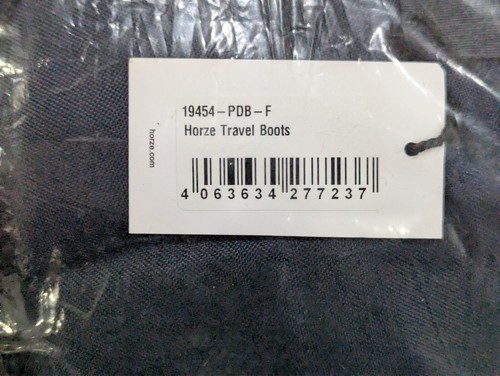 19454-PDB-F
Horze Travel Boots
horze.com
4 063634 277237